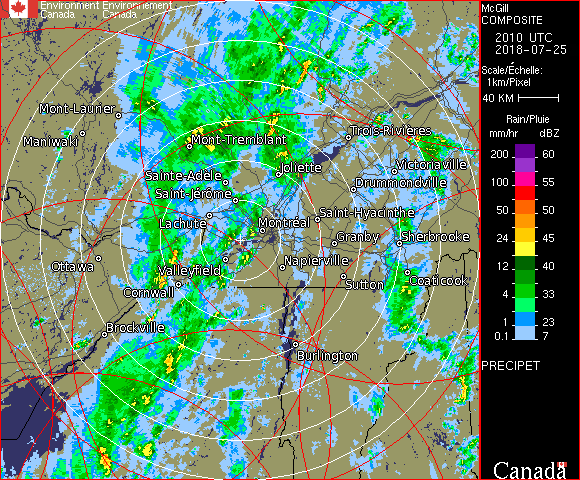 Environment Environnement
Canada Canada
Mont-Laurier
Maniwaki
Mont-Tremblant
Trois-Rivières
Sainte-Adèle
Joliette
Victoriaville
Saint-Jérôme
Drummondville
Lachute
Montréal
Saint-Hyacinthe
Granby
Sherbrooke
Ottawa
Valleyfield
Napierville
Cornwall
Sutton
Coaticook
Brockville
Burlington
McGill
COMPOSITE
2010 UTC
2018-07-25
Scale/Échelle:
1km/Pixel
40 KM
Rain/Pluie
mm/hr dBZ
200 60
100 55
50 50
24 45
12 40
4 33
1 23
0.1 7
PRECIPET
Canada